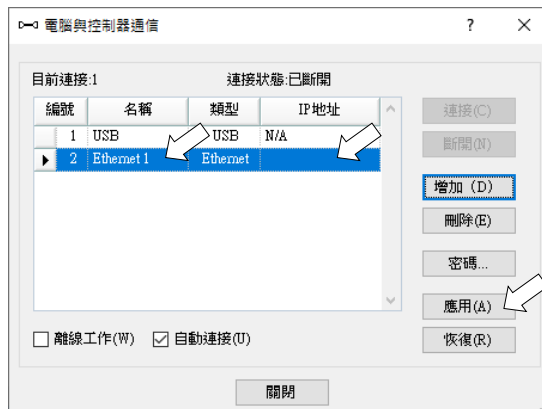 電腦與控制器通信 ? ×
目前連接:1 連接狀態:已斷開
編號 名稱 類型 IP地址
1 USB USB N/A
2 Ethernet 1 Ethernet
連接(C)
斷開(N)
增加 (D)
刪除(E)
密碼...
應用(A)
恢復(R)
離線工作(W) 自動連接(U)
關閉